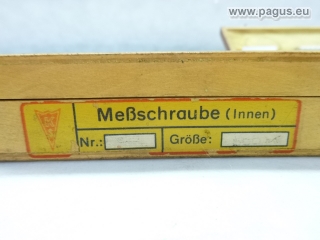 © www.pagus.eu
Meßschraube (Innen)
Nr.: Größe: